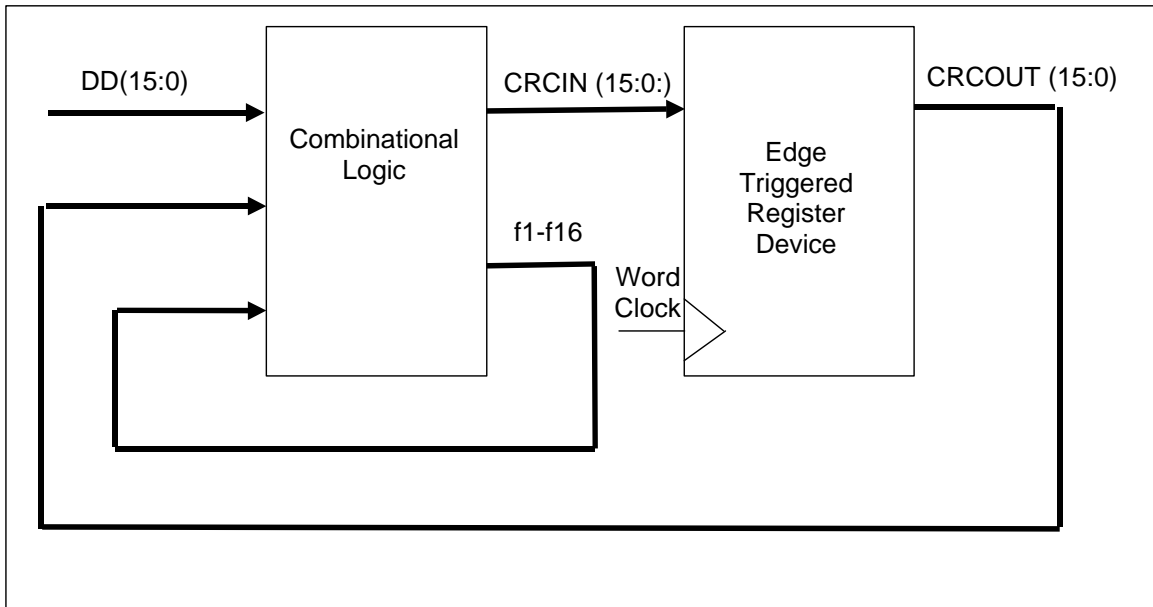 DD(15:0)
Combinational
Logic
CRCIN (15:0:)
f1-f16
Word
Clock
Edge
Triggered
Register
Device
CRCOUT (15:0)